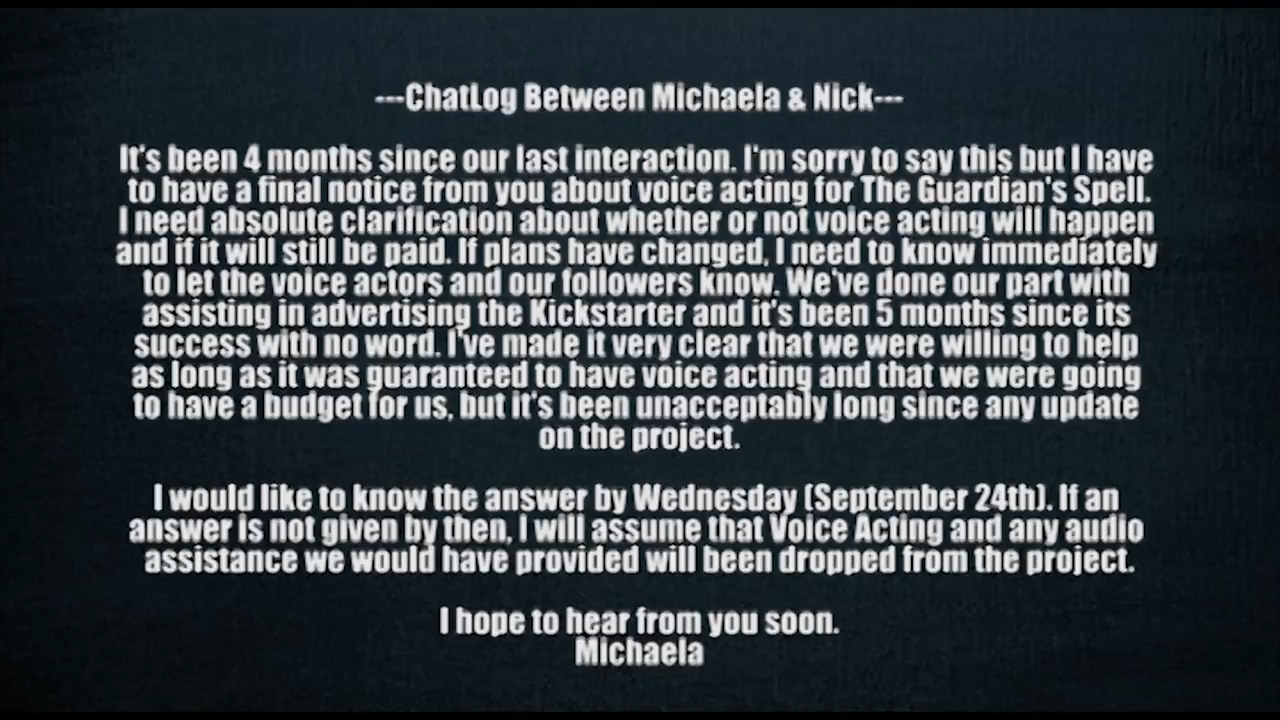 ---ChatLog Between Michaela & Nick---
It's been 4 months since our last interaction. I'm sorry to say this but I have
to have a final notice from you about voice acting for The Guardian's Spell.
I need absolute clarification about whether or not voice acting will happen
and if it will still be paid. If plans have changed, I need to know immediately
to let the voice actors and our followers know. We've done our part with
assisting in advertising the Kickstarter and it's been 5 months since its
success with no word. I've made it very clear that we were willing to help
as long as it was guaranteed to have voice acting and that we were going
to have a budget for us, but it's been unacceptably long since any update
on the project.
I would like to know the answer by Wednesday (September 24th). If an
answer is not given by then, I will assume that Voice Acting and any audio
assistance we would have provided will been dropped from the project.
I hope to hear from you soon.
Michaela